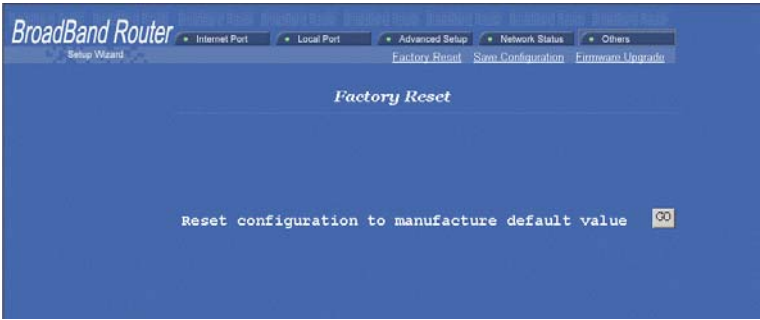 BroadBand Router
Internet Port Local Port Advanced Setup Network Status Others
Setup Wizard
Factory Reset Save Configuration Firmware Upgrade
Factory Reset
Reset configuration to manufacture default value GO